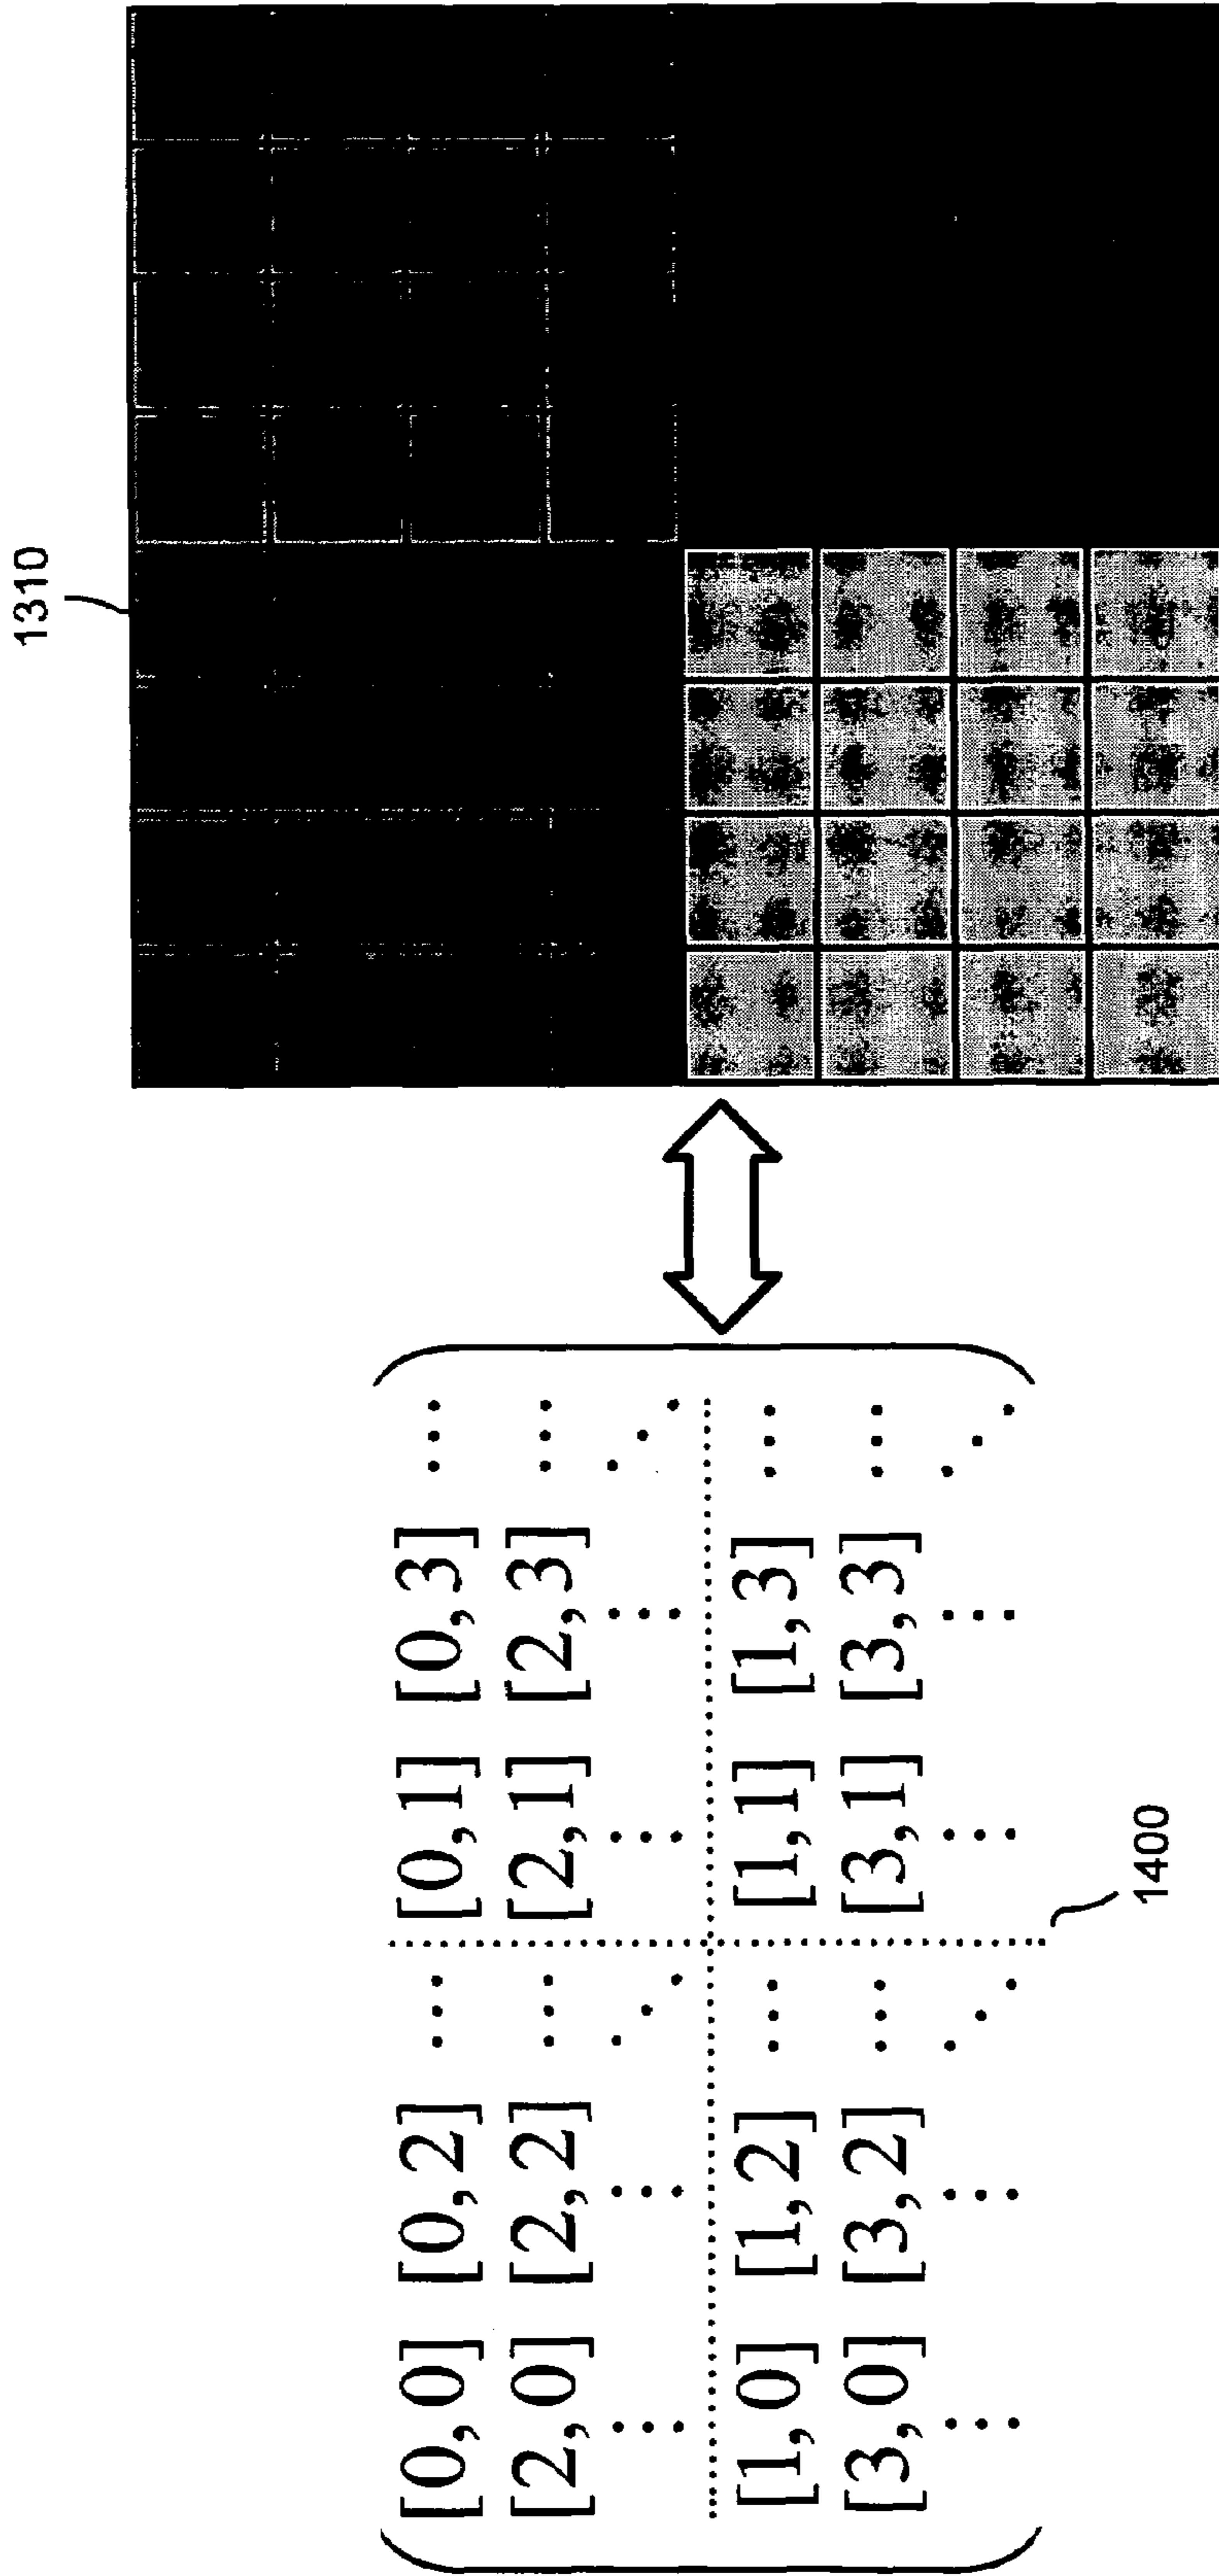 [0,0] [0,2] ... [0,1] [0,3] ...
[2,0] [2,2] ... [2,1] [2,3] ...
[1,0] [1,2] ... [1,1] [1,3] ...
[3,0] [3,2] ... [3,1] [3,3] ...
1400
1310